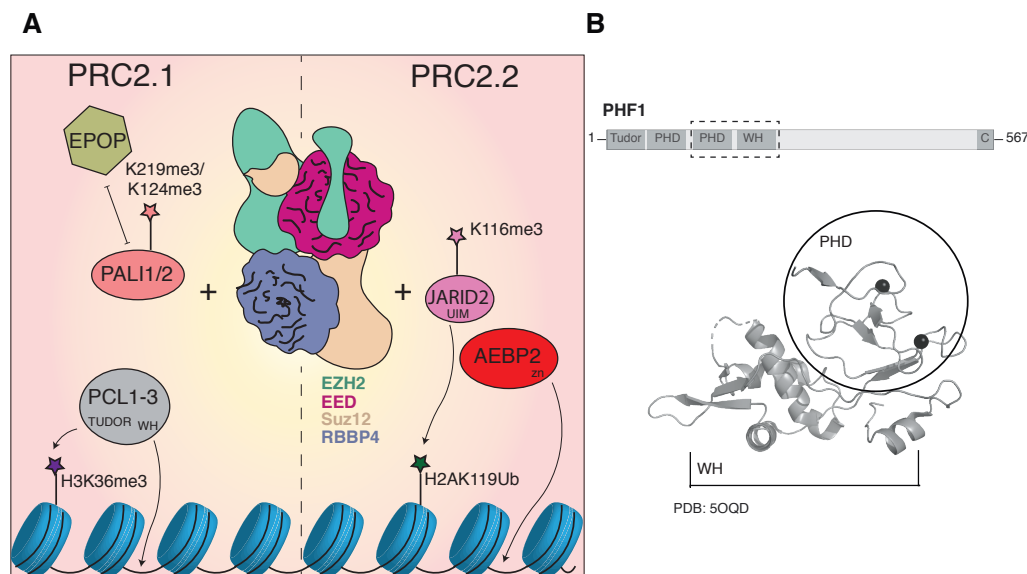 A
PRC2.1
PRC2.2
EPOP
K219me3/
K124me3
PALI1/2
+
+
K116me3
JARID2
UIM
AEBP2
zn
EZH2
EED
Suz12
RBBP4
PCL1-3
TUDOR WH
H3K36me3
H2AK119Ub
B
PHF1
1 Tudor PHD PHD WH C 567
PHD
WH
PDB: 5OQD